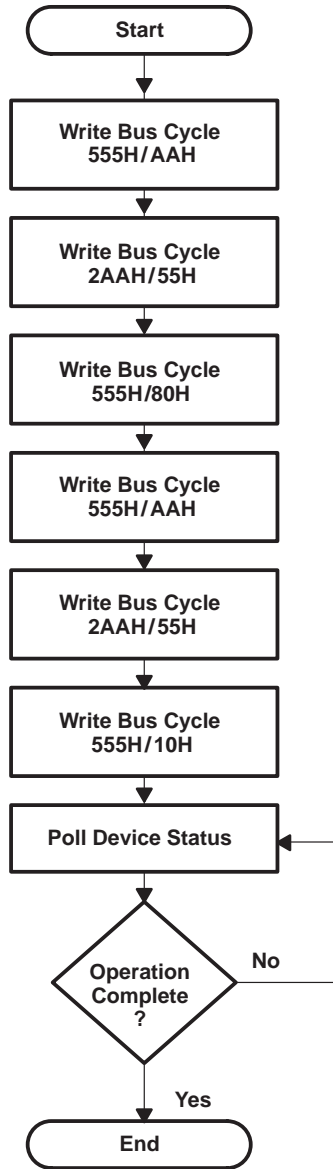 Start
Write Bus Cycle
555H/AAH
Write Bus Cycle
2AAH/55H
Write Bus Cycle
555H/80H
Write Bus Cycle
555H/AAH
Write Bus Cycle
2AAH/55H
Write Bus Cycle
555H/10H
Poll Device Status
Operation
Complete
?
No
Yes
End